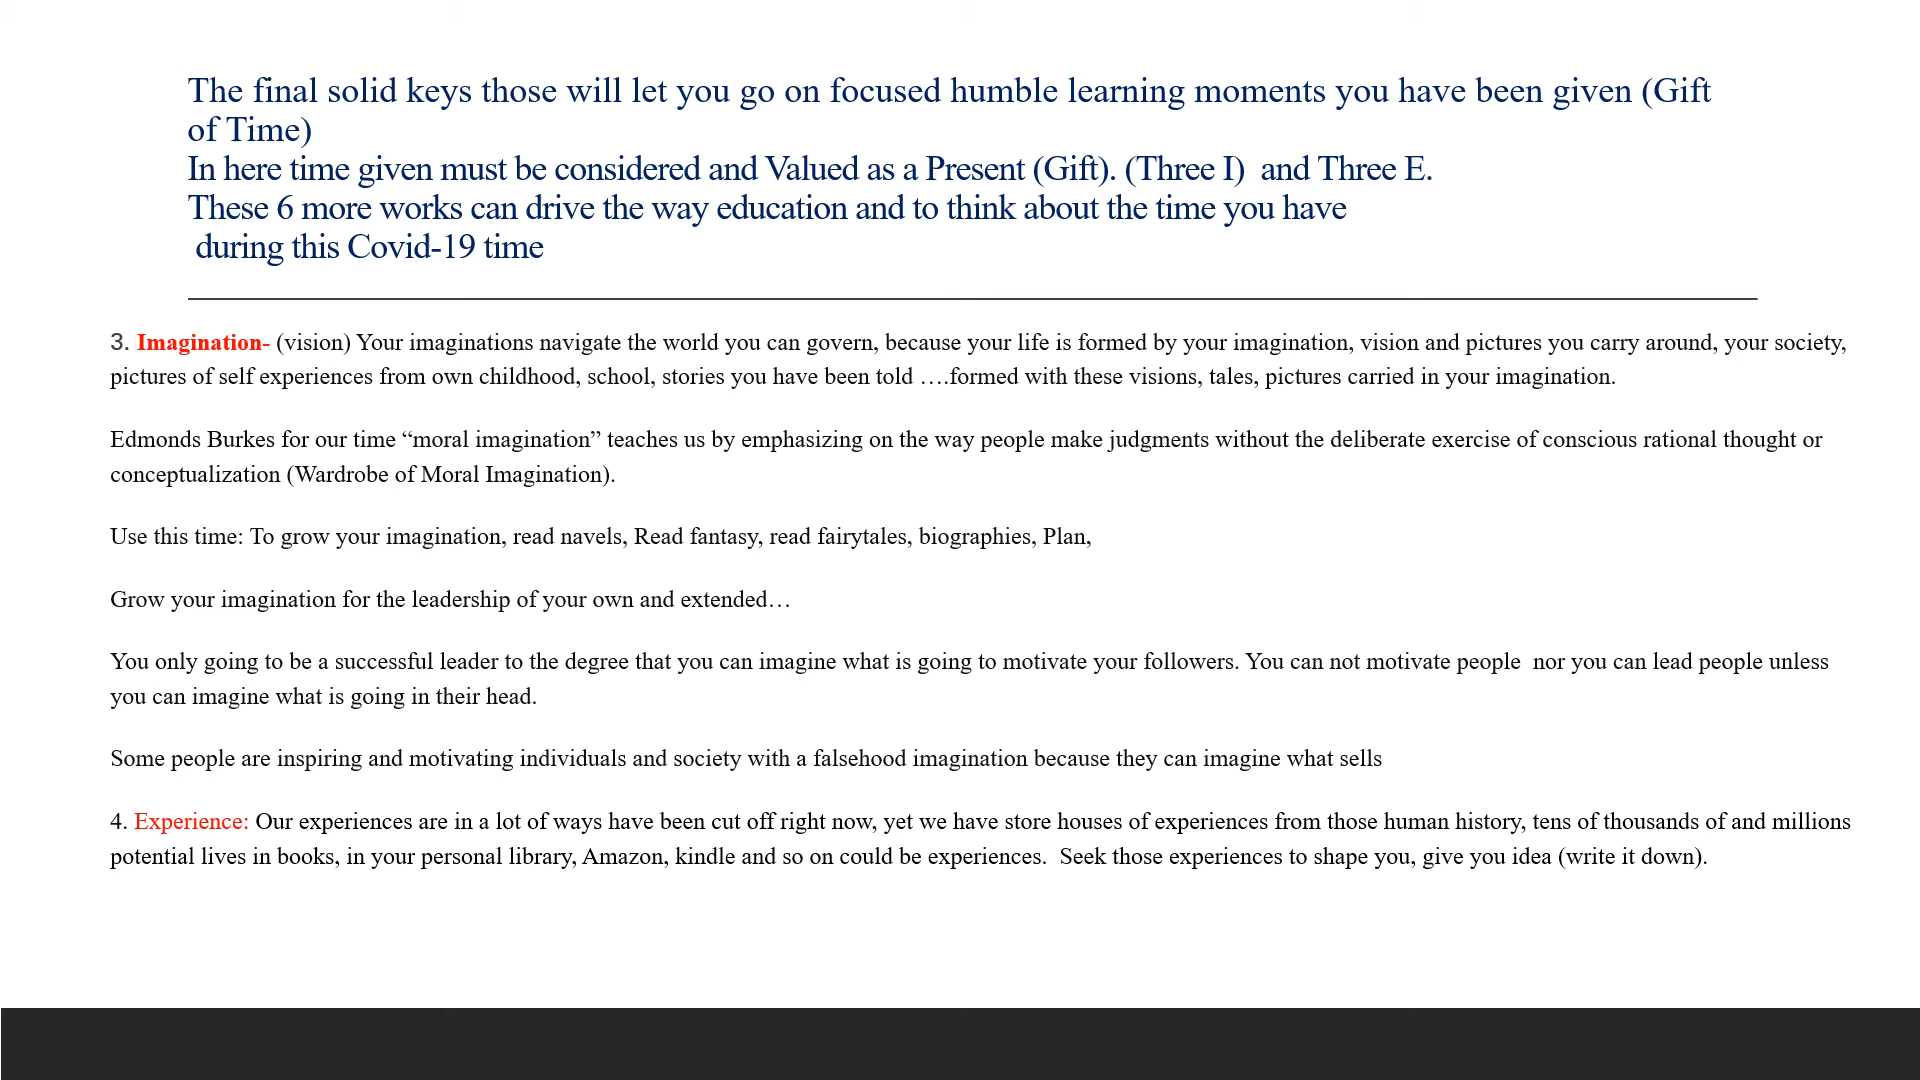 The final solid keys those will let you go on focused humble learning moments you have been given (Gift
of Time)
In here time given must be considered and Valued as a Present (Gift). (Three I)  and Three E.
These 6 more works can drive the way education and to think about the time you have
during this Covid-19 time
3. Imagination- (vision) Your imaginations navigate the world you can govern, because your life is formed by your imagination, vision and pictures you carry around, your society,
pictures of self experiences from own childhood, school, stories you have been told ….formed with these visions, tales, pictures carried in your imagination.
Edmonds Burkes for our time “moral imagination” teaches us by emphasizing on the way people make judgments without the deliberate exercise of conscious rational thought or
conceptualization (Wardrobe of Moral Imagination).
Use this time: To grow your imagination, read navels, Read fantasy, read fairytales, biographies, Plan,
Grow your imagination for the leadership of your own and extended…
You only going to be a successful leader to the degree that you can imagine what is going to motivate your followers. You can not motivate people  nor you can lead people unless
you can imagine what is going in their head.
Some people are inspiring and motivating individuals and society with a falsehood imagination because they can imagine what sells
4. Experience: Our experiences are in a lot of ways have been cut off right now, yet we have store houses of experiences from those human history, tens of thousands of and millions
potential lives in books, in your personal library, Amazon, kindle and so on could be experiences.  Seek those experiences to shape you, give you idea (write it down).